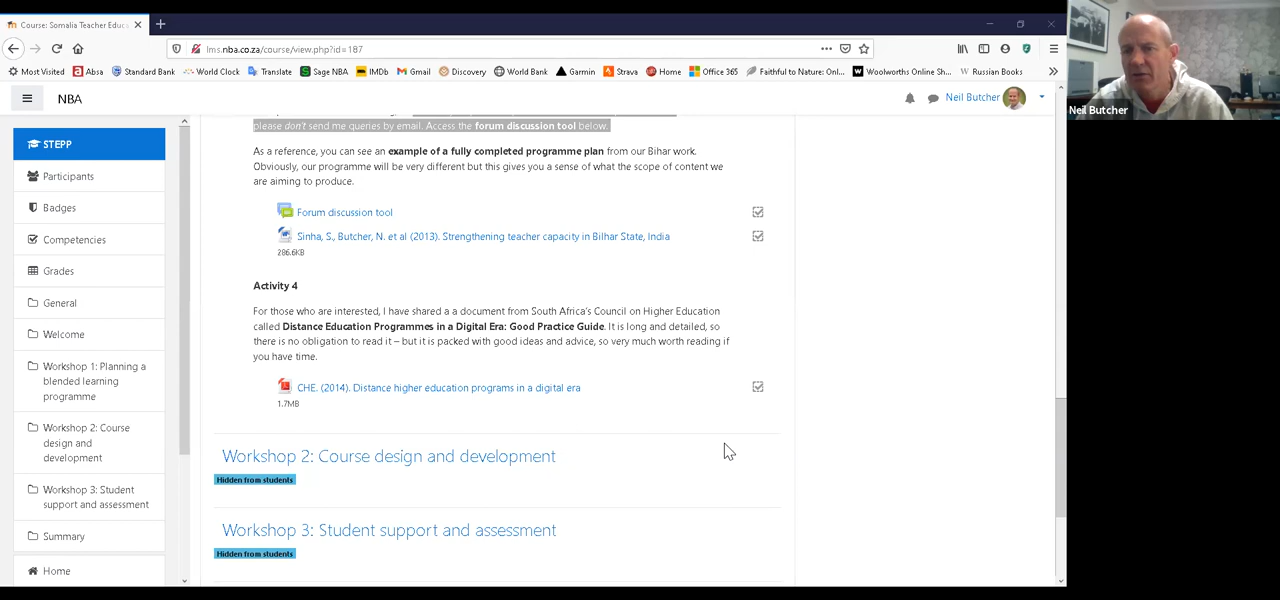 Course: Somalia Teacher Educ
lms.nba.co.za/course/view.php?id=187
Most Visited Absa Standard Bank World Clock Translate Sage NBA IMDb Gmail Discovery World Bank Garmin Strava Home Office 365 Faithful to Nature: Onl... Woolworths Online Sh... Russian Books
NBA
Neil Butcher
Neil Butcher
STEPP
Participants
Badges
Competencies
Grades
General
Welcome
Workshop 1: Planning a
blended learning
programme
Workshop 2: Course
design and
development
Workshop 3: Student
support and assessment
Summary
Home
please don't send me queries by email. Access the forum discussion tool below.
As a reference, you can see an example of a fully completed programme plan from our Bihar work.
Obviously, our programme will be very different but this gives you a sense of what the scope of content we
are aiming to produce.
Forum discussion tool
Sinha, S., Butcher, N. et al (2013). Strengthening teacher capacity in Bilhar State, India
286.6KB
Activity 4
For those who are interested, I have shared a a document from South Africa's Council on Higher Education
called Distance Education Programmes in a Digital Era: Good Practice Guide. It is long and detailed, so
there is no obligation to read it – but it is packed with good ideas and advice, so very much worth reading if
you have time.
CHE. (2014). Distance higher education programs in a digital era
1.7MB
Workshop 2: Course design and development
Hidden from students
Workshop 3: Student support and assessment
Hidden from students